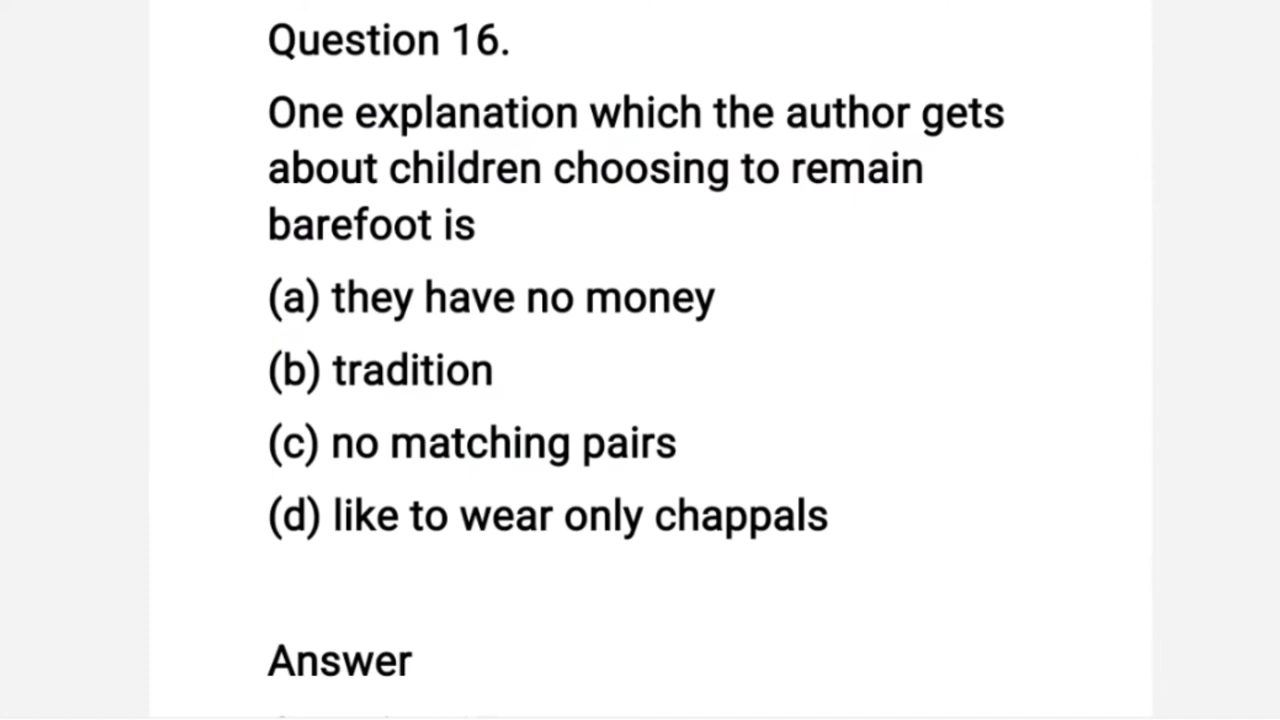 Question 16.
One explanation which the author gets
about children choosing to remain
barefoot is
(a) they have no money
(b) tradition
(c) no matching pairs
(d) like to wear only chappals
Answer